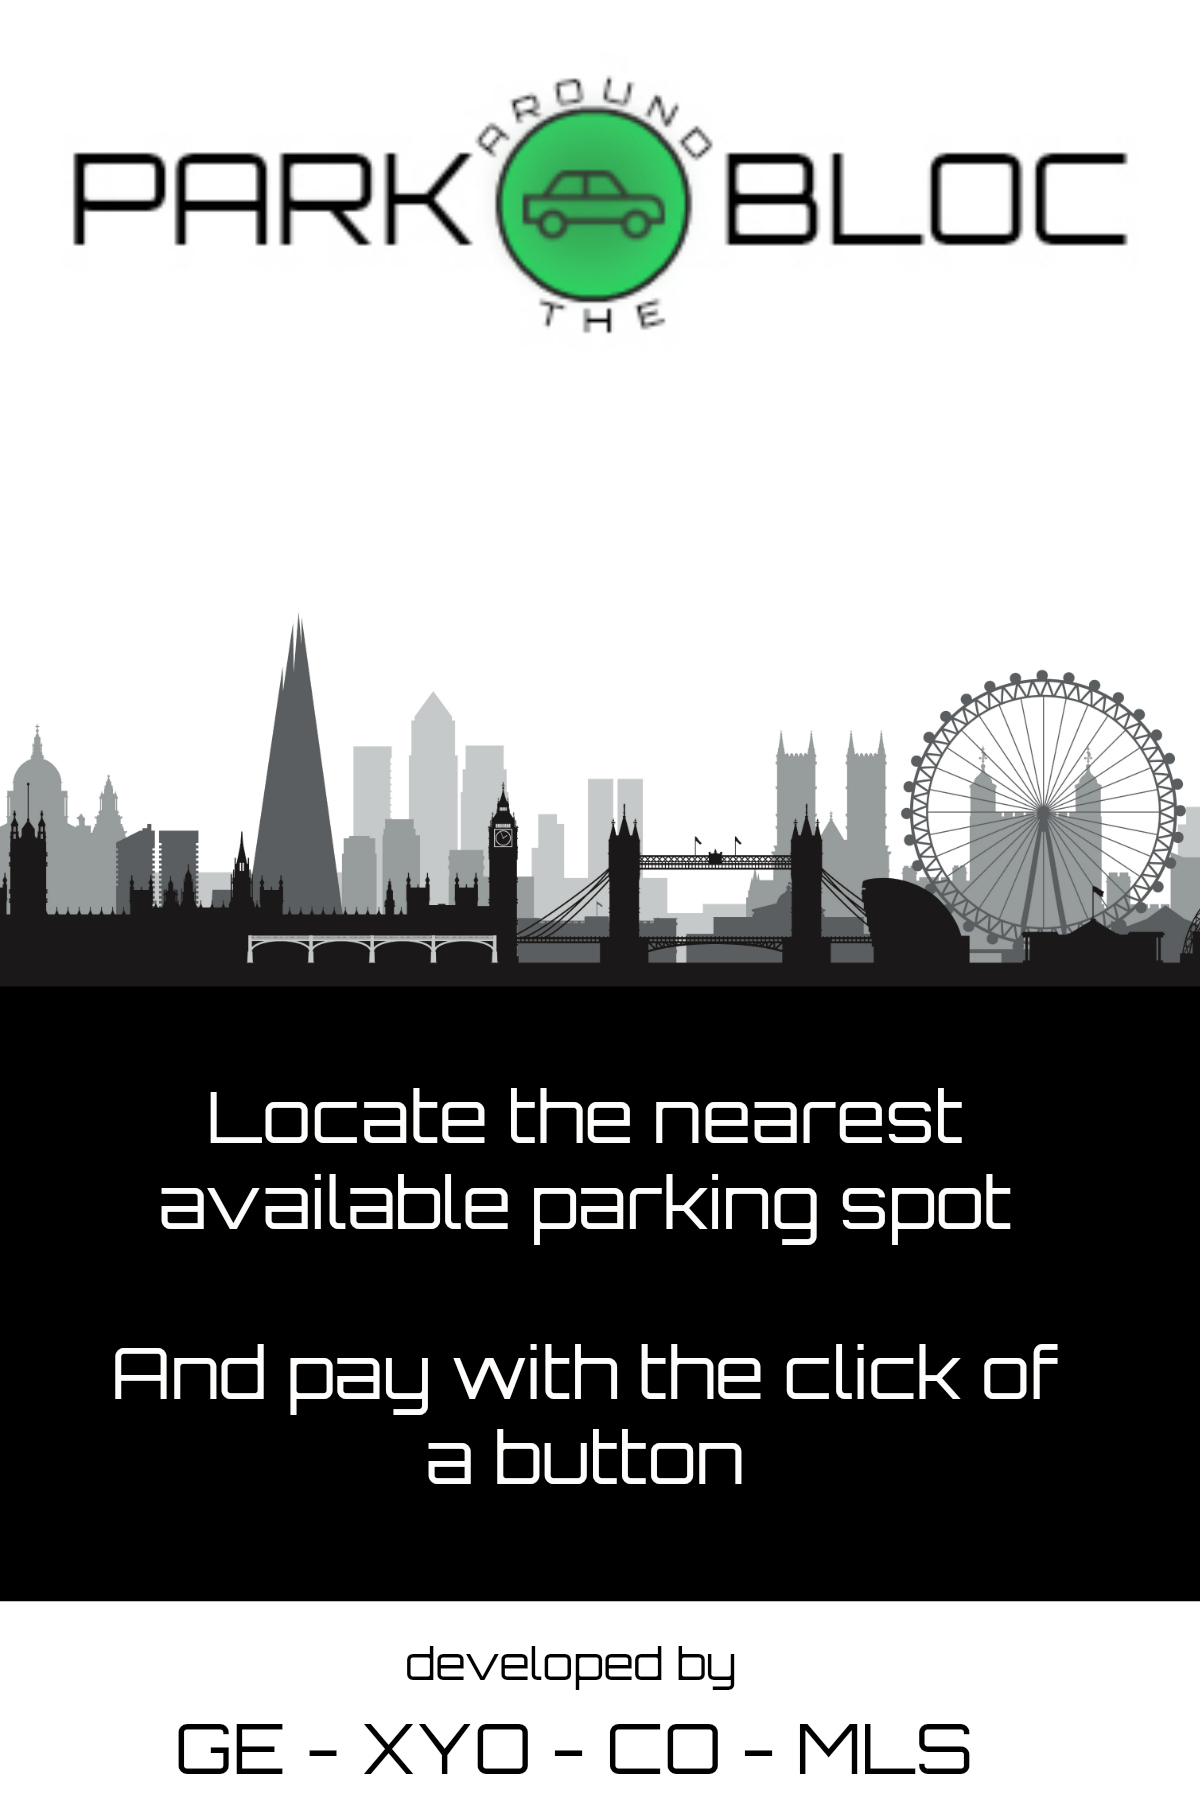 PARK AROUND THE BLOC
Locate the nearest
available parking spot
And pay with the click of
a button
developed by
GE - XYO - CO - MLS